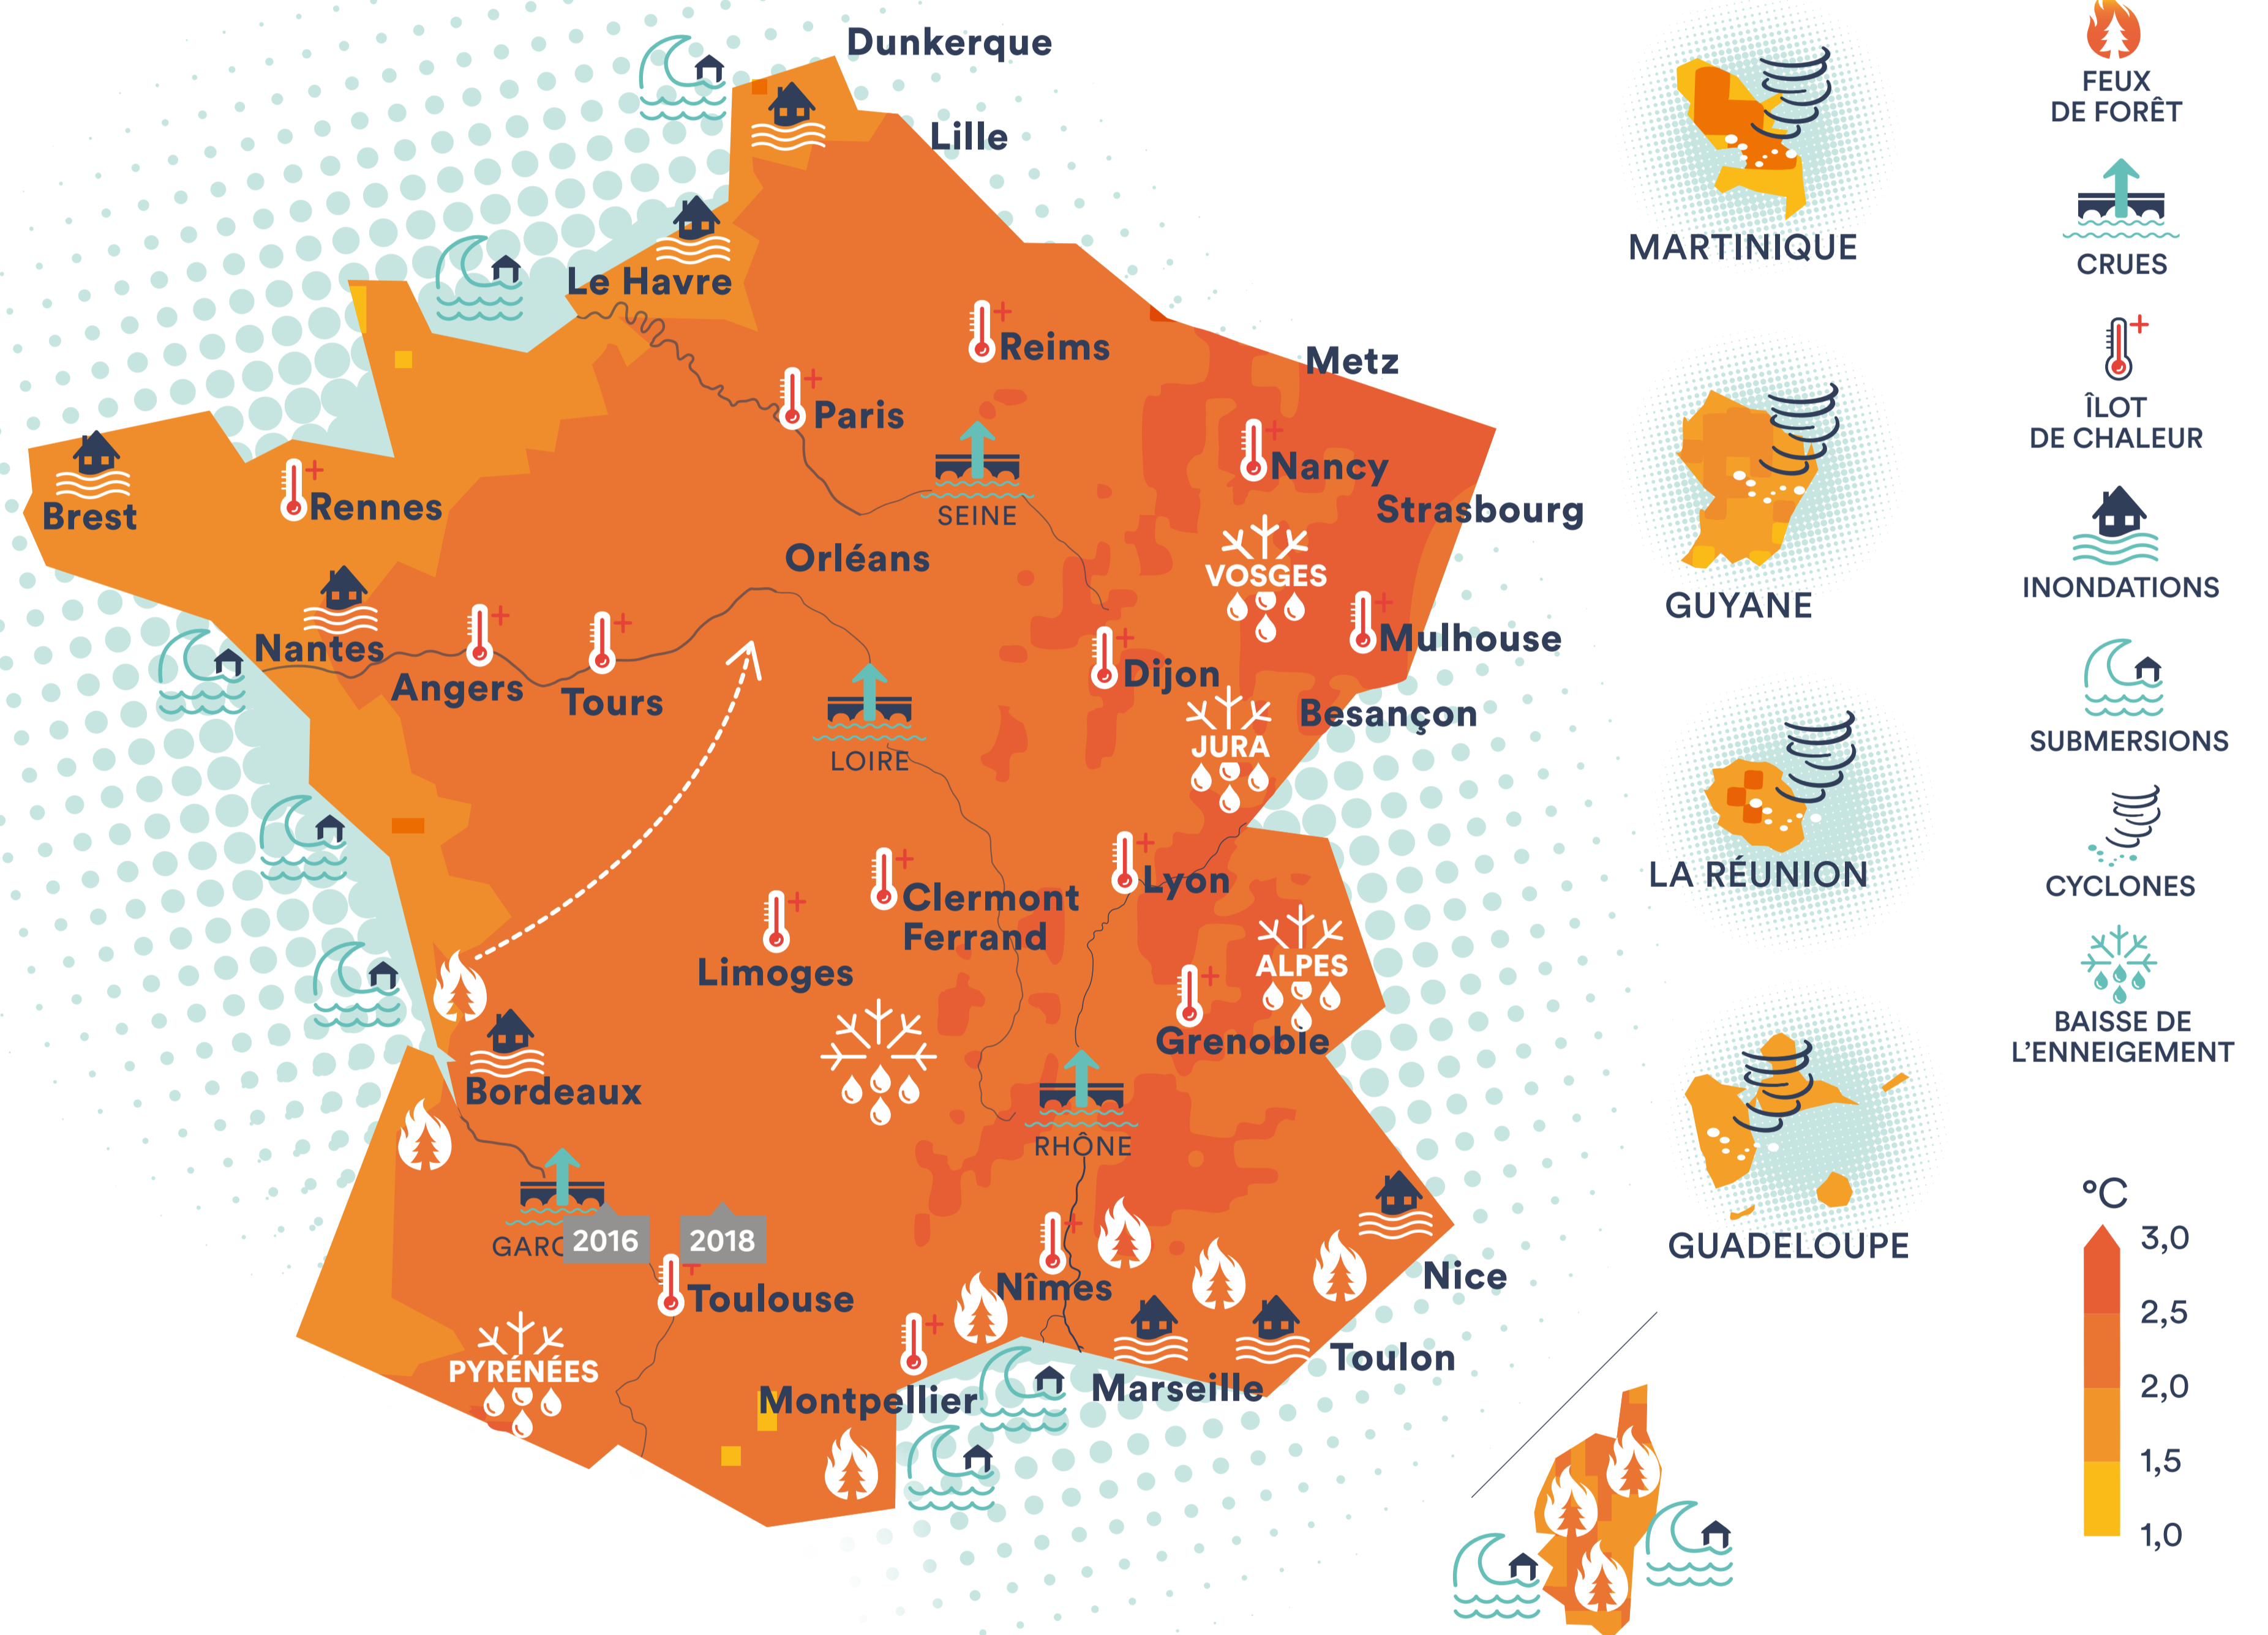 Dunkerque
Lille
Le Havre
Reims
Metz
Paris
Nancy
Strasbourg
Brest
Rennes
SEINE
Orléans
VOSGES
Nantes
Mulhouse
Angers
Tours
Dijon
Besançon
JURA
LOIRE
Lyon
Clermont
Ferrand
Limoges
ALPES
Grenoble
Bordeaux
RHÔNE
2016
2018
Toulouse
Nîmes
Nice
Toulon
PYRÉNÉES
Montpellier
Marseille
MARTINIQUE
GUYANE
LA RÉUNION
GUADELOUPE
FEUX
DE FORÊT
CRUES
ÎLOT
DE CHALEUR
INONDATIONS
SUBMERSIONS
CYCLONES
BAISSE DE
L'ENNEIGEMENT
°C
3,0
2,5
2,0
1,5
1,0